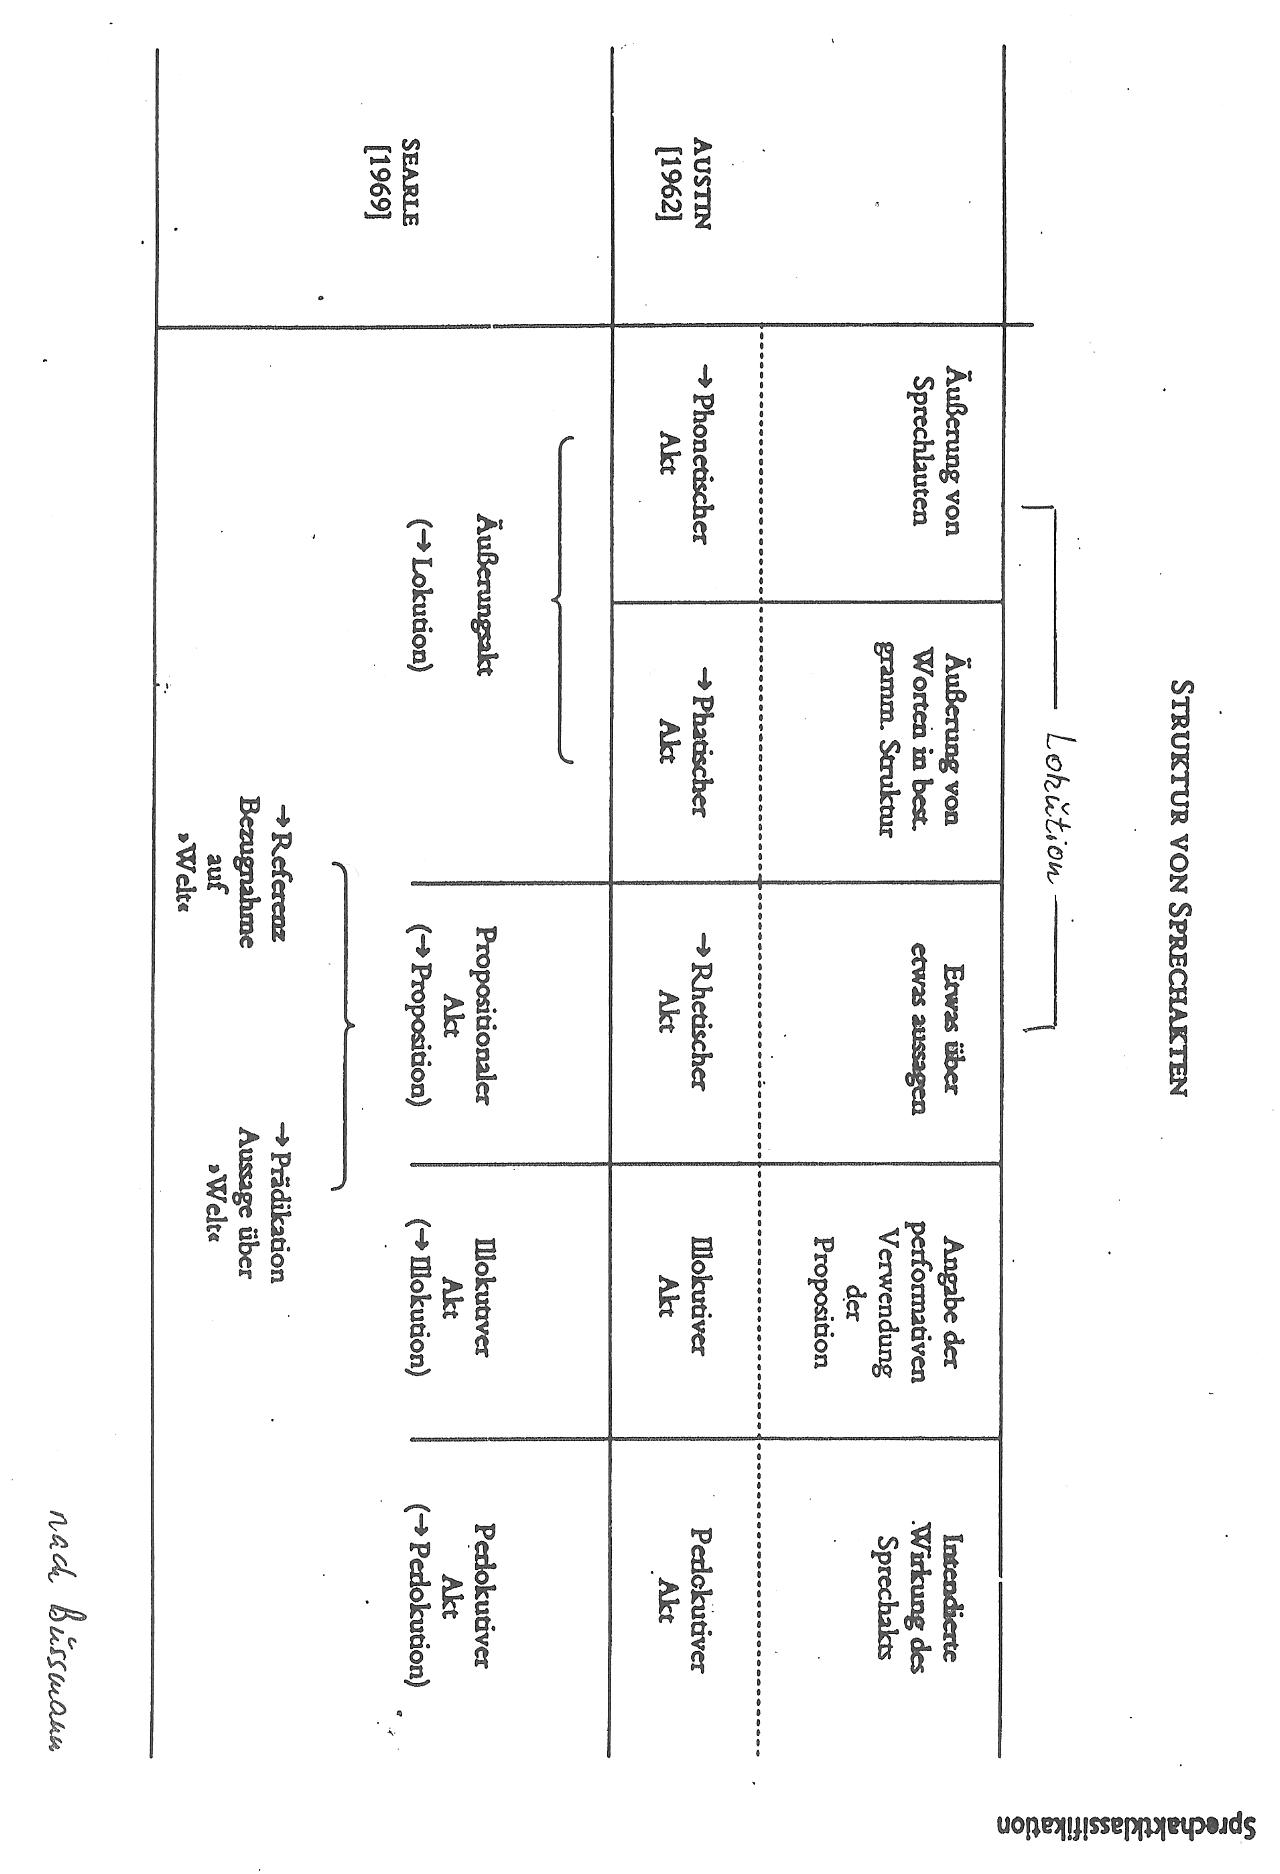 Sprechaktklassifikation
STRUKTUR VON SPRECHAKTEN
Lokution
Äußerung von
Sprechlauten
Äußerung von
Worten in best.
gramm. Struktur
Etwas über
etwas aussagen
Angabe der
performativen
Verwendung
der
Proposition
Intendierte
Wirkung des
Sprechakts
AUSTIN
[1962]
→ Phonetischer
Akt
→ Phatischer
Akt
→ Rhetischer
Akt
Illokutiver
Akt
Perlokutiver
Akt
SEARLE
[1969]
Äußerungsakt
(→ Lokution)
Propositionaler
Akt
(→ Proposition)
Illokutiver
Akt
(→ Illokution)
Perlokutiver
Akt
(→ Perlokution)
→ Referenz
Bezugnahme
auf
»Welt«
→ Prädikation
Aussage über
»Welt«
nach Bussmann